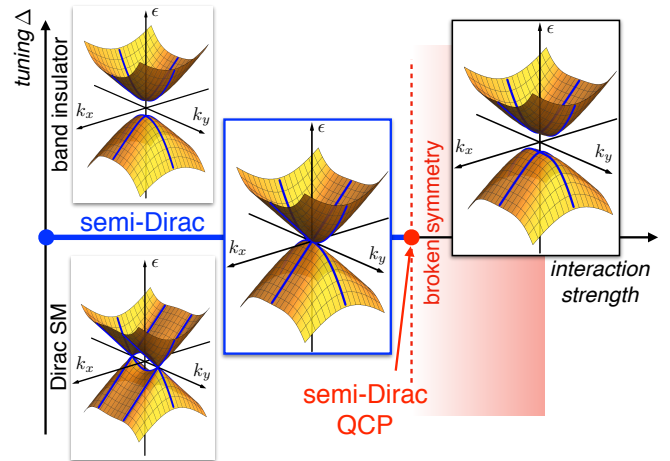 tuning Δ
band insulator
ϵ
k_x
k_y
semi-Dirac
ϵ
k_x
k_y
Dirac SM
ϵ
k_x
k_y
broken symmetry
ϵ
k_x
k_y
interaction
strength
semi-Dirac
QCP